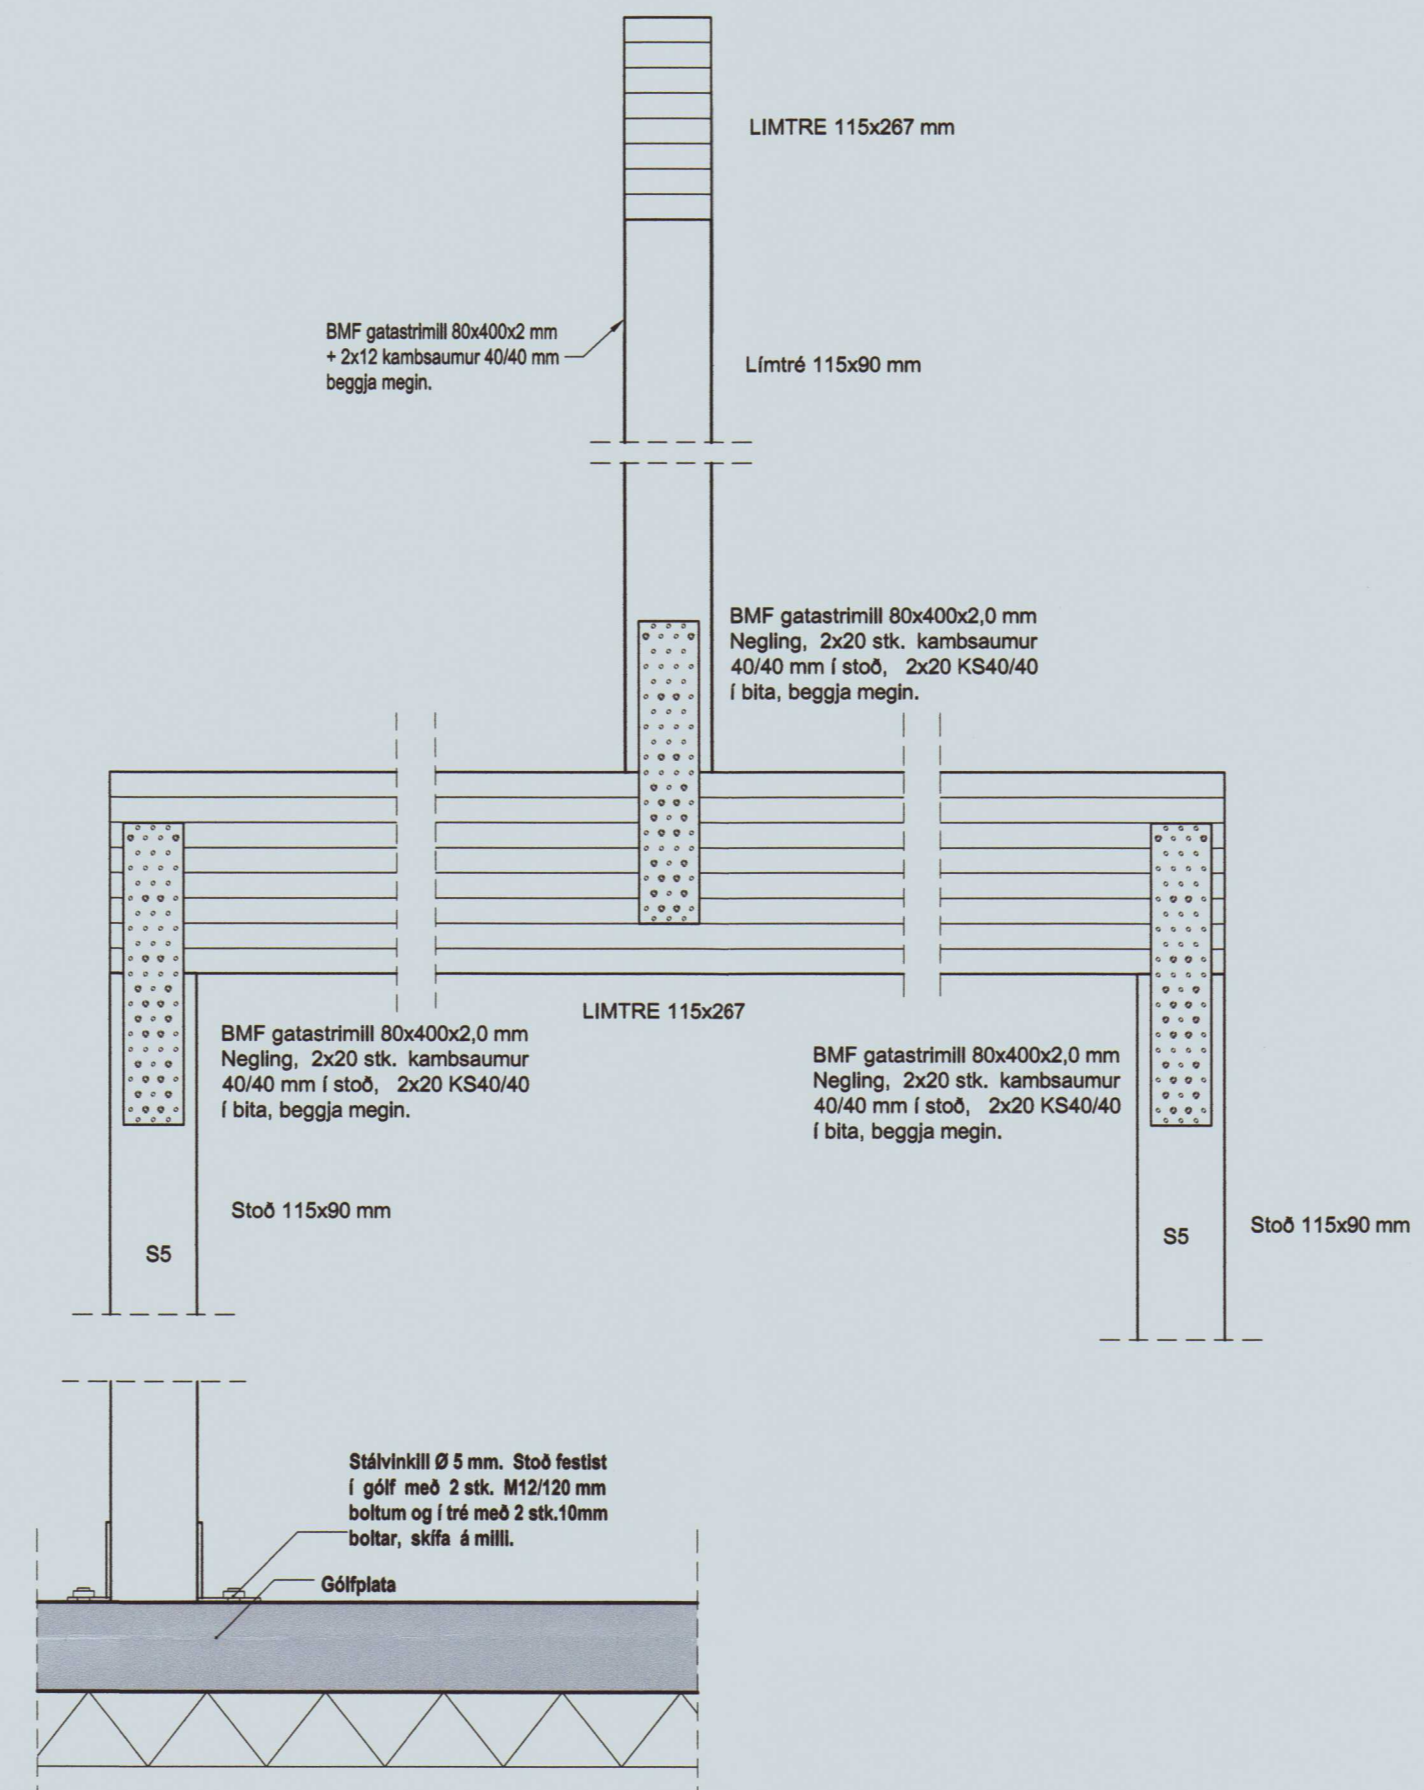 LIMTRE 115x267 mm
BMF gatastrimill 80x400x2 mm
+ 2x12 kambsaumur 40/40 mm
beggja megin.
Límtré 115x90 mm
BMF gatastrimill 80x400x2,0 mm
Negling, 2x20 stk. kambsaumur
40/40 mm í stoð, 2x20 KS40/40
í bita, beggja megin.
LIMTRE 115x267
BMF gatastrimill 80x400x2,0 mm
Negling, 2x20 stk. kambsaumur
40/40 mm í stoð, 2x20 KS40/40
í bita, beggja megin.
BMF gatastrimill 80x400x2,0 mm
Negling, 2x20 stk. kambsaumur
40/40 mm í stoð, 2x20 KS40/40
í bita, beggja megin.
Stoð 115x90 mm
S5
S5
Stoð 115x90 mm
Stálvinkill Ø 5 mm. Stoð festist
í gólf með 2 stk. M12/120 mm
boltum og í tré með 2 stk.10mm
boltar, skífa á milli.
Gólfplata